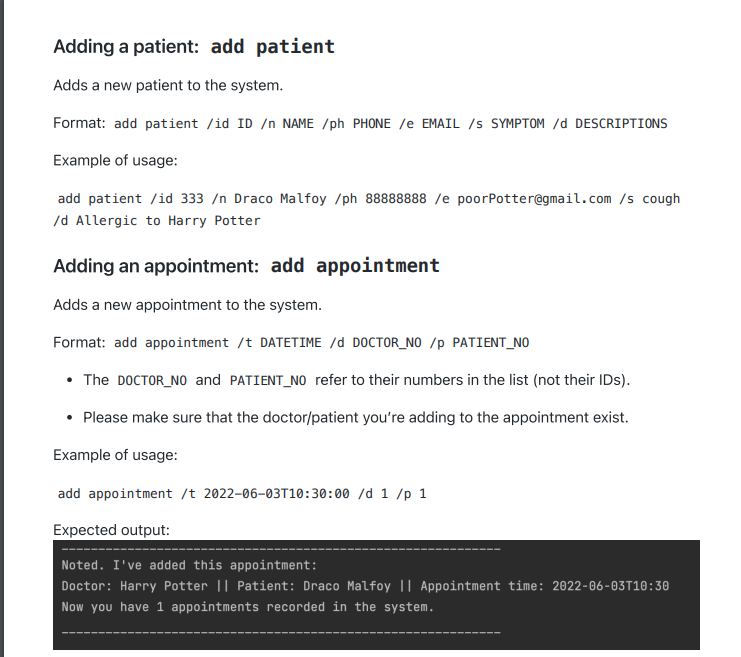 Adding a patient: add patient
Adds a new patient to the system.
Format: add patient /id ID /n NAME /ph PHONE /e EMAIL /s SYMPTOM /d DESCRIPTIONS
Example of usage:
add patient /id 333 /n Draco Malfoy /ph 88888888 /e poorPotter@gmail.com /s cough
/d Allergic to Harry Potter
Adding an appointment: add appointment
Adds a new appointment to the system.
Format: add appointment /t DATETIME /d DOCTOR_NO /p PATIENT_NO
• The DOCTOR_NO and PATIENT_NO refer to their numbers in the list (not their IDs).
• Please make sure that the doctor/patient you’re adding to the appointment exist.
Example of usage:
add appointment /t 2022-06-03T10:30:00 /d 1 /p 1
Expected output:
____________________________________________________________
Noted. I've added this appointment:
Doctor: Harry Potter || Patient: Draco Malfoy || Appointment time: 2022-06-03T10:30
Now you have 1 appointments recorded in the system.
____________________________________________________________